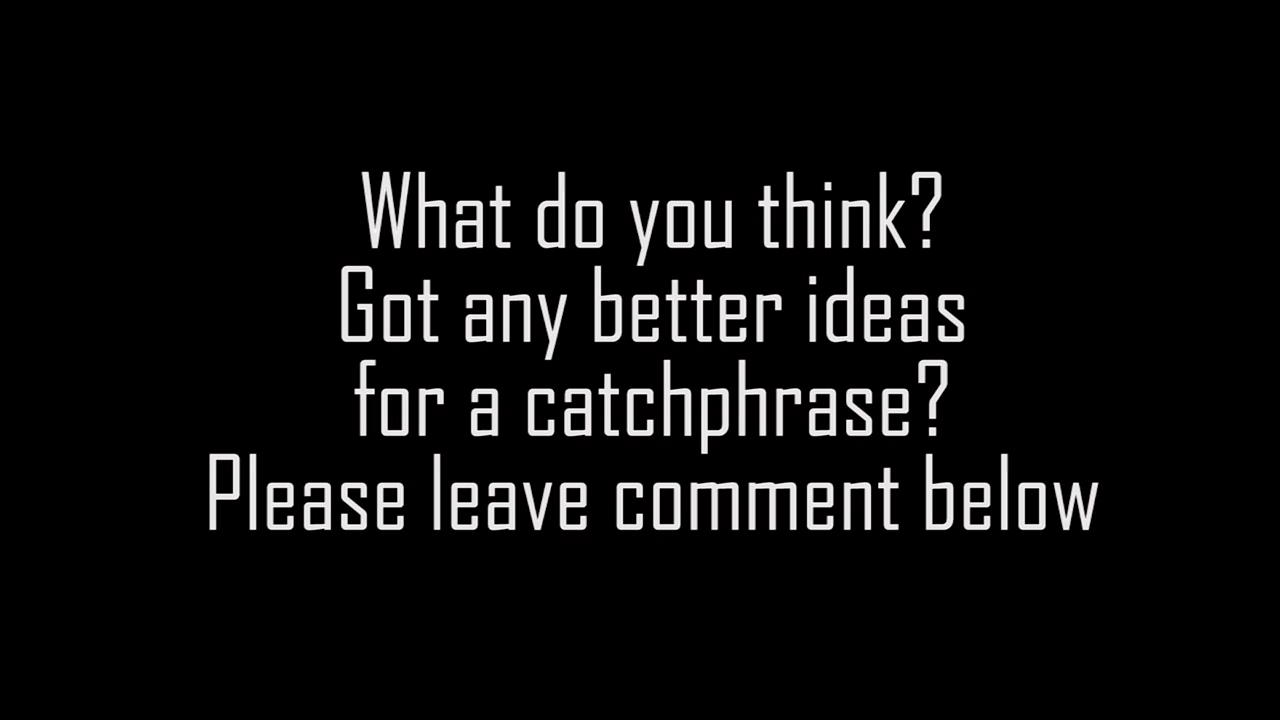 What do you think?
Got any better ideas
for a catchphrase?
Please leave comment below